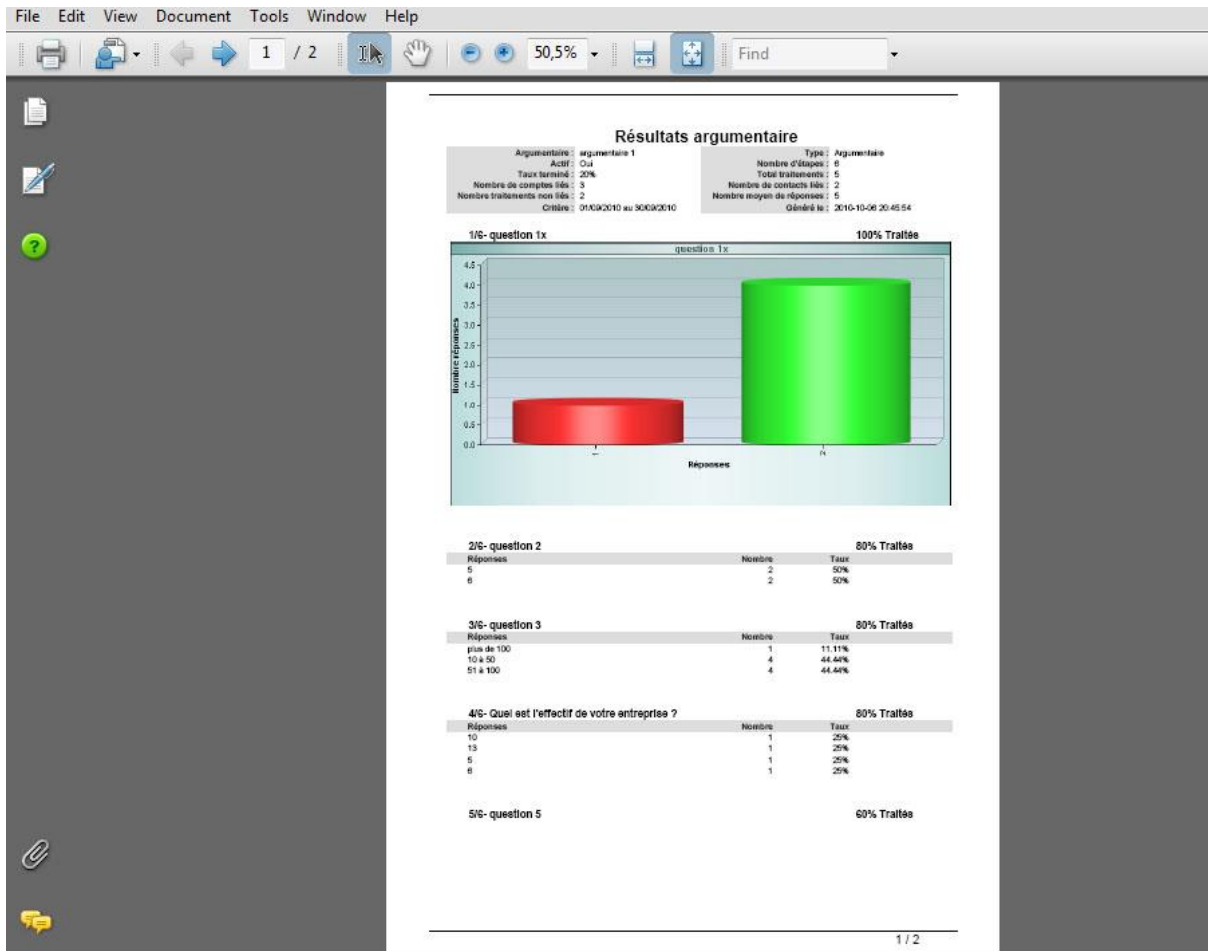 File Edit View Document Tools Window Help
1 / 2 50,5% Find
Résultats argumentaire
Argumentaire : argumentaire 1 Type : Argumentaire
Actif : Oui Nombre d'étapes : 6
Taux terminé : 20% Total traitements : 5
Nombre de comptes liés : 3 Nombre de contacts liés : 2
Nombre traitements non liés : 2 Nombre moyen de réponses : 5
Critère : 01/09/2010 au 30/09/2010 Généré le : 2010-10-06 20:45:54
1/6- question 1x 100% Traités
question 1x
4.5
4.0
3.5
3.0
2.5
2.0
1.5
1.0
0.5
0.0
Nombre réponses
1 2
Réponses
2/6- question 2 80% Traités
Réponses Nombre Taux
5 2 50%
6 2 50%
3/6- question 3 80% Traités
Réponses Nombre Taux
plus de 100 1 11.11%
10 à 50 4 44.44%
51 à 100 4 44.44%
4/6- Quel est l'effectif de votre entreprise ? 80% Traités
Réponses Nombre Taux
10 1 25%
13 1 25%
5 1 25%
6 1 25%
5/6- question 5 60% Traités
1 / 2